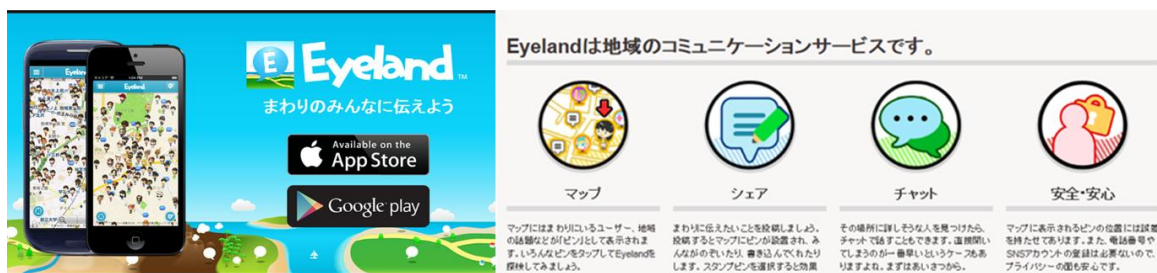 Eyeland TM
まわりのみんなに伝えよう
Available on the
App Store
Google play
Eyelandは地域のコミュニケーションサービスです。
マップ
シェア
チャット
安全・安心
マップにはまわりにいるユーザー、地域
の話題などが「ピン」として表示されま
す。いろんなピンをタップしてEyelandを
探検してみましょう。
まわりに伝えたいことを投稿しましょう。
投稿するとマップにピンが設置され、み
んながのぞいたり、書き込んでくれたり
します。スタンプピンを選択すると効果
その場所に詳しそうな人を見つけたら、
チャットで話すこともできます。直接聞い
てしまうのが一番早いというケースもあ
りますよね。まずはあいさつから。
マップに表示されるピンの位置には誤差
を持たせてあります。また、電話番号や
SNSアカウントの登録は必要ないので、
プライバシーの面も安心です。